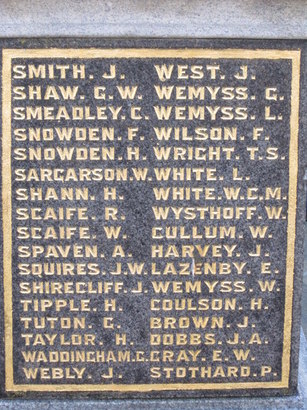 SMITH. J.
SHAW. G.W.
SMEADLEY. C.
SNOWDEN. F.
SNOWDEN. H.
SARGARSON.W.
SHANN. H.
SCAIFE. R.
SCAIFE. W.
SPAVEN. A.
SQUIRES. J.W.
SHIRECLIFF. J.
TIPPLE. H.
TUTON. G.
TAYLOR. H.
WADDINGHAM.G.
WEBLY. J.
WEST. J.
WEMYSS. G.
WEMYSS. L.
WILSON. F.
WRIGHT. T.S.
WHITE. L.
WHITE. W.G.M.
WYSTHOFF. W.
CULLUM. W.
HARVEY. J.
LAZENBY. E.
WEMYSS. W.
COULSON. H.
BROWN. J.
DOBBS. J.A.
GRAY. E.W.
STOTHARD. P.